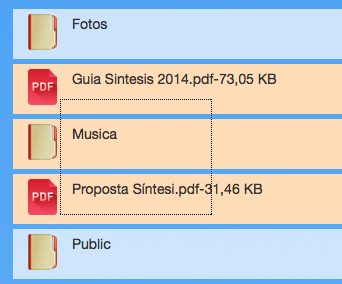 Fotos
PDF Guia Sintesis 2014.pdf-73,05 KB
Musica
PDF Proposta Síntesi.pdf-31,46 KB
Public